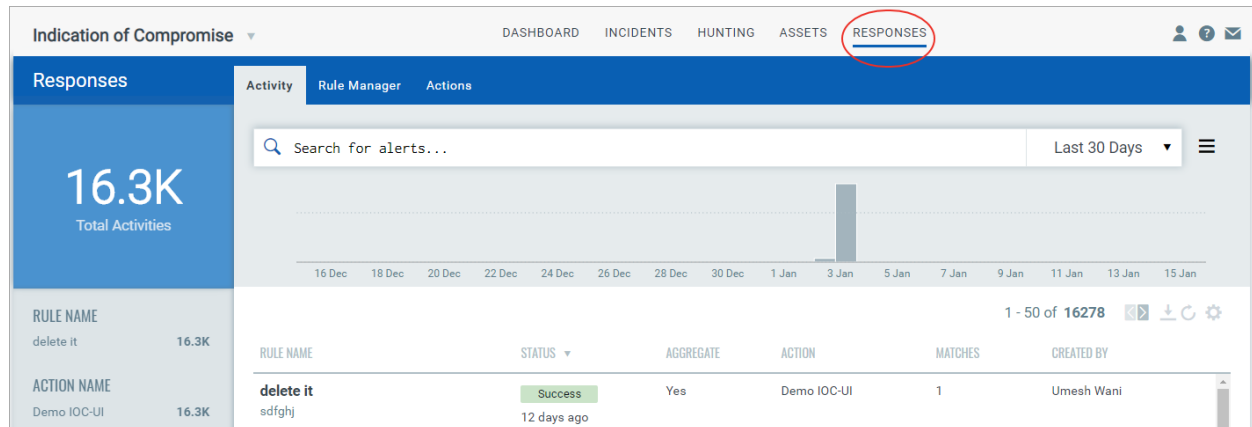 Indication of Compromise
DASHBOARD INCIDENTS HUNTING ASSETS RESPONSES
Responses
Activity Rule Manager Actions
Search for alerts...
Last 30 Days
16.3K
Total Activities
16 Dec 18 Dec 20 Dec 22 Dec 24 Dec 26 Dec 28 Dec 30 Dec 1 Jan 3 Jan 5 Jan 7 Jan 9 Jan 11 Jan 13 Jan 15 Jan
1 - 50 of 16278
RULE NAME
delete it 16.3K
ACTION NAME
Demo IOC-UI 16.3K
RULE NAME STATUS AGGREGATE ACTION MATCHES CREATED BY
delete it Success Yes Demo IOC-UI 1 Umesh Wani
sdfghj 12 days ago